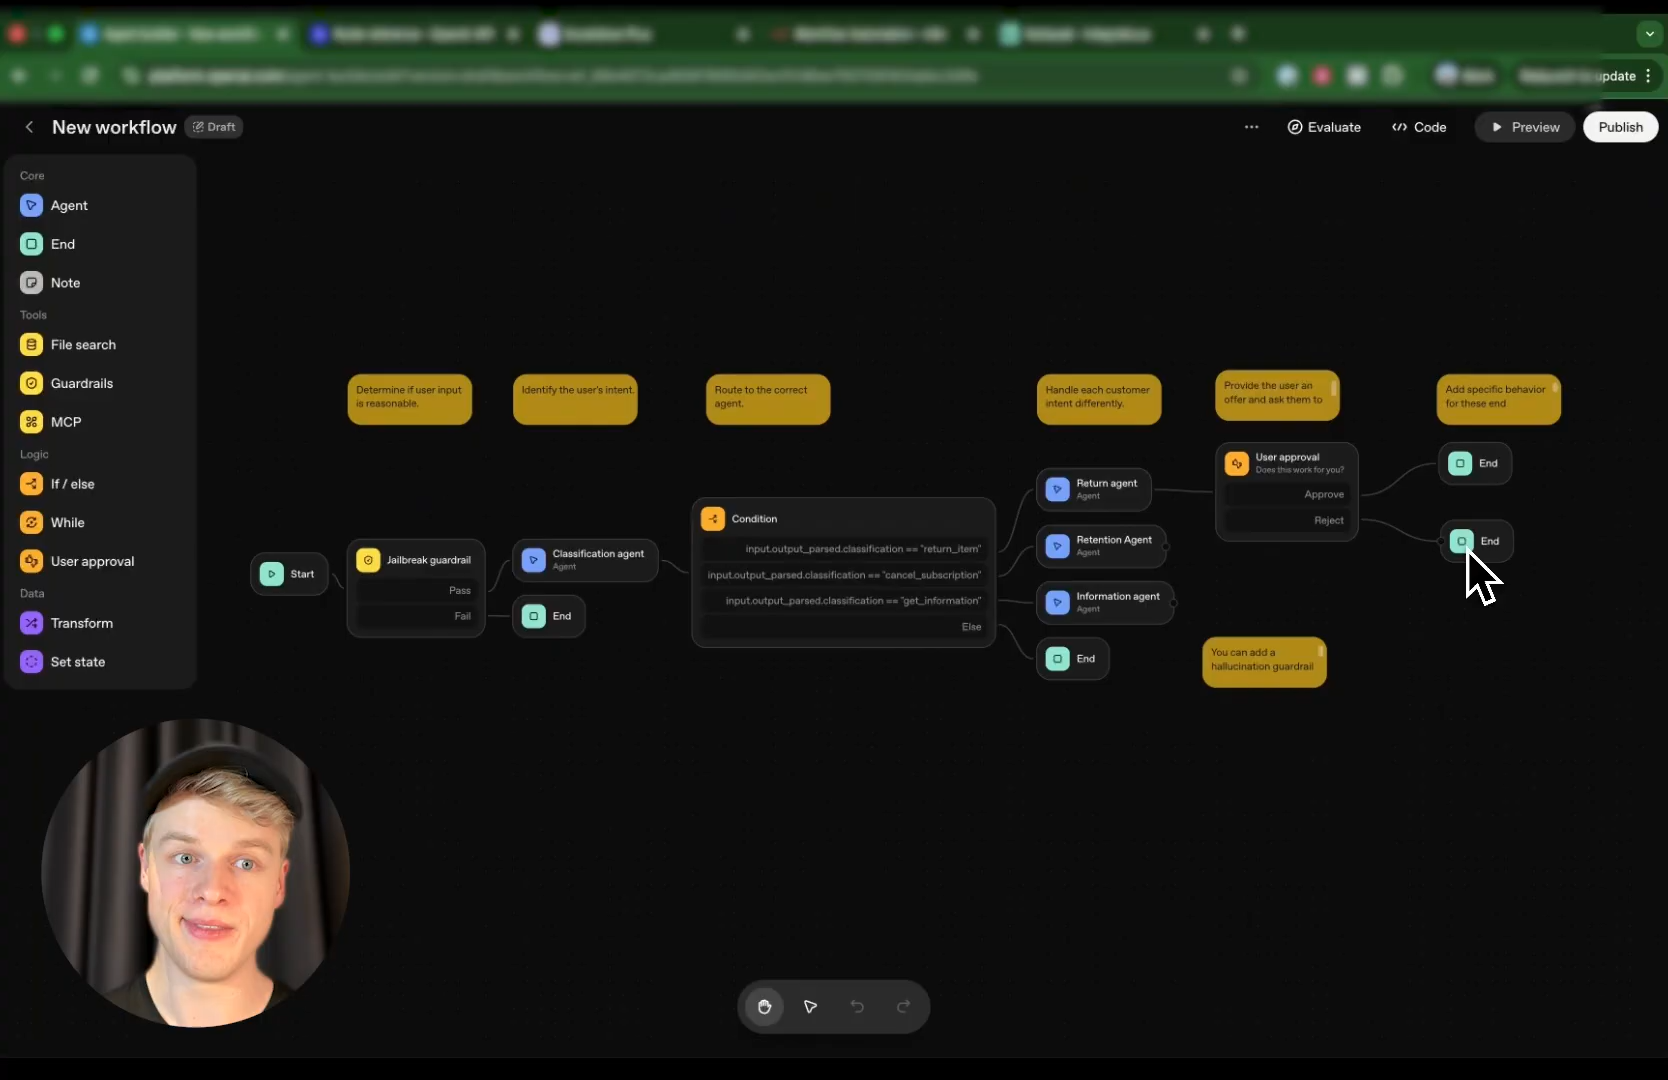 update
New workflow
Draft
Evaluate
Code
Preview
Publish
Core
Agent
End
Note
Tools
File search
Guardrails
MCP
Logic
If / else
While
User approval
Data
Transform
Set state
Determine if user input
is reasonable.
Identify the user's intent.
Route to the correct
agent.
Handle each customer
intent differently.
Provide the user an
offer and ask them to
Add specific behavior
for these end
Start
Jailbreak guardrail
Pass
Fail
Classification agent
Agent
End
Condition
input.output_parsed.classification == "return_item"
input.output_parsed.classification == "cancel_subscription"
input.output_parsed.classification == "get_information"
Else
Return agent
Agent
Retention Agent
Agent
Information agent
Agent
End
User approval
Does this work for you?
Approve
Reject
End
End
You can add a
hallucination guardrail